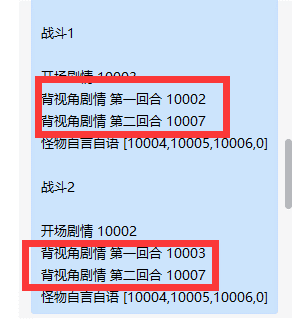 战斗1
开场剧情 10003
背视角剧情 第一回合 10002
背视角剧情 第二回合 10007
怪物自言自语 [10004,10005,10006,0]
战斗2
开场剧情 10002
背视角剧情 第一回合 10003
背视角剧情 第二回合 10007
怪物自言自语 [10004,10005,10006,0]